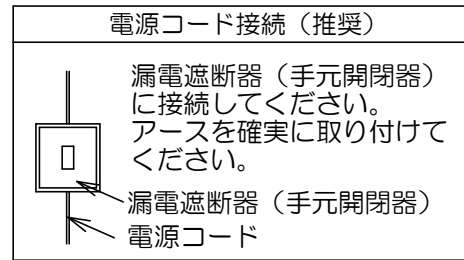 電源コード接続（推奨）
漏電遮断器（手元開閉器）
に接続してください。
アースを確実に取り付けて
ください。
漏電遮断器（手元開閉器）
電源コード